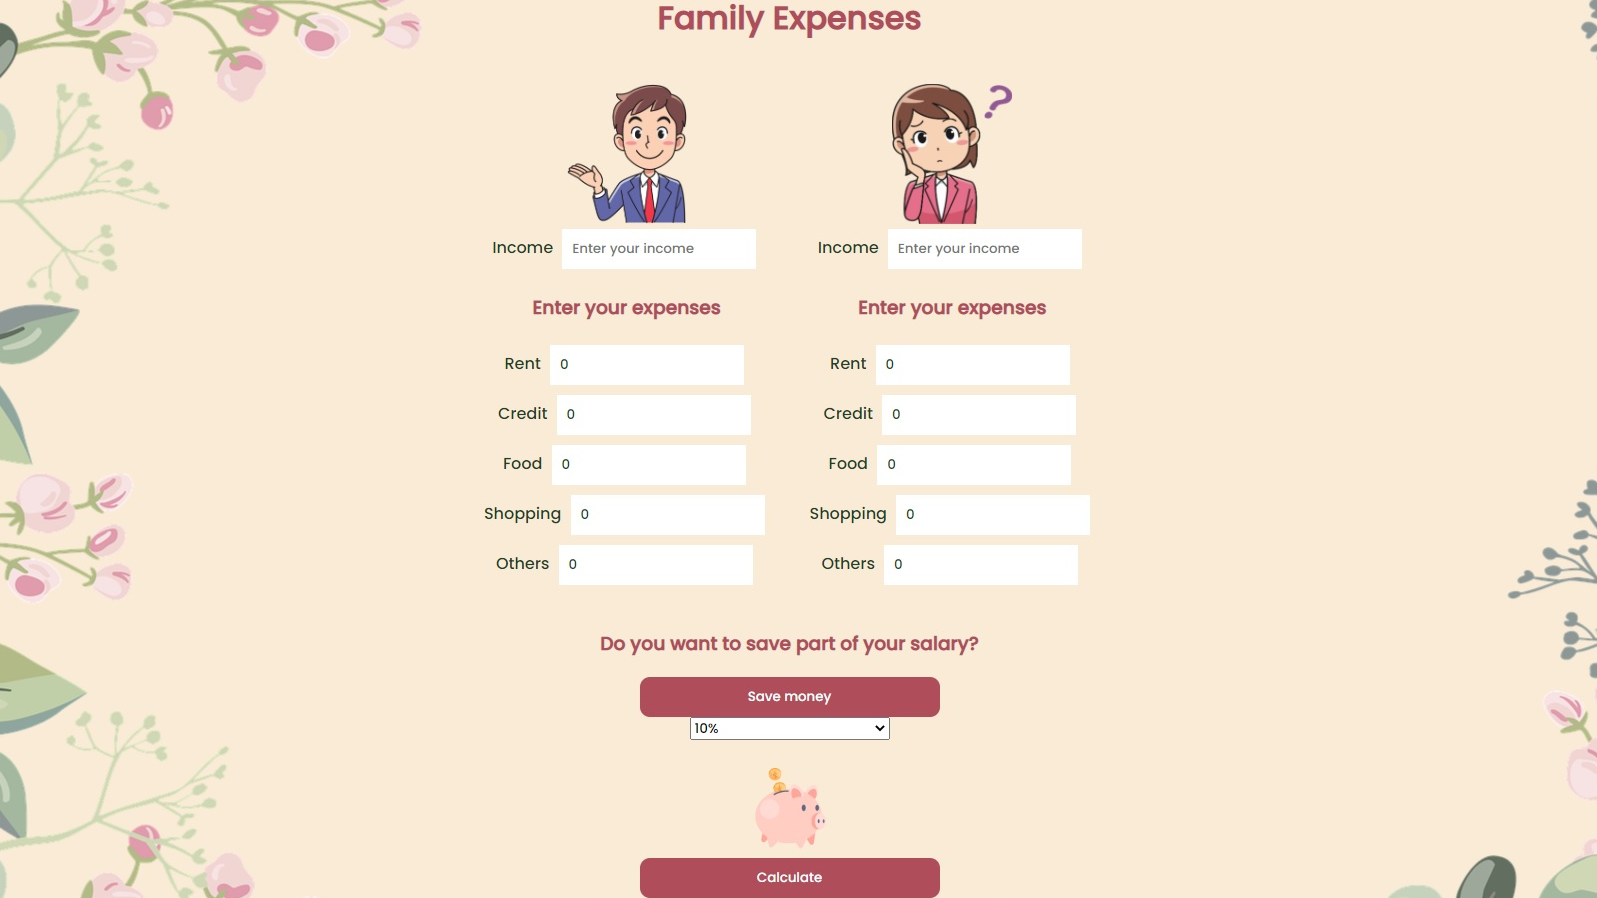 Family Expenses
?
Income Enter your income
Income Enter your income
Enter your expenses
Enter your expenses
Rent 0
Rent 0
Credit 0
Credit 0
Food 0
Food 0
Shopping 0
Shopping 0
Others 0
Others 0
Do you want to save part of your salary?
Save money
10%
Calculate